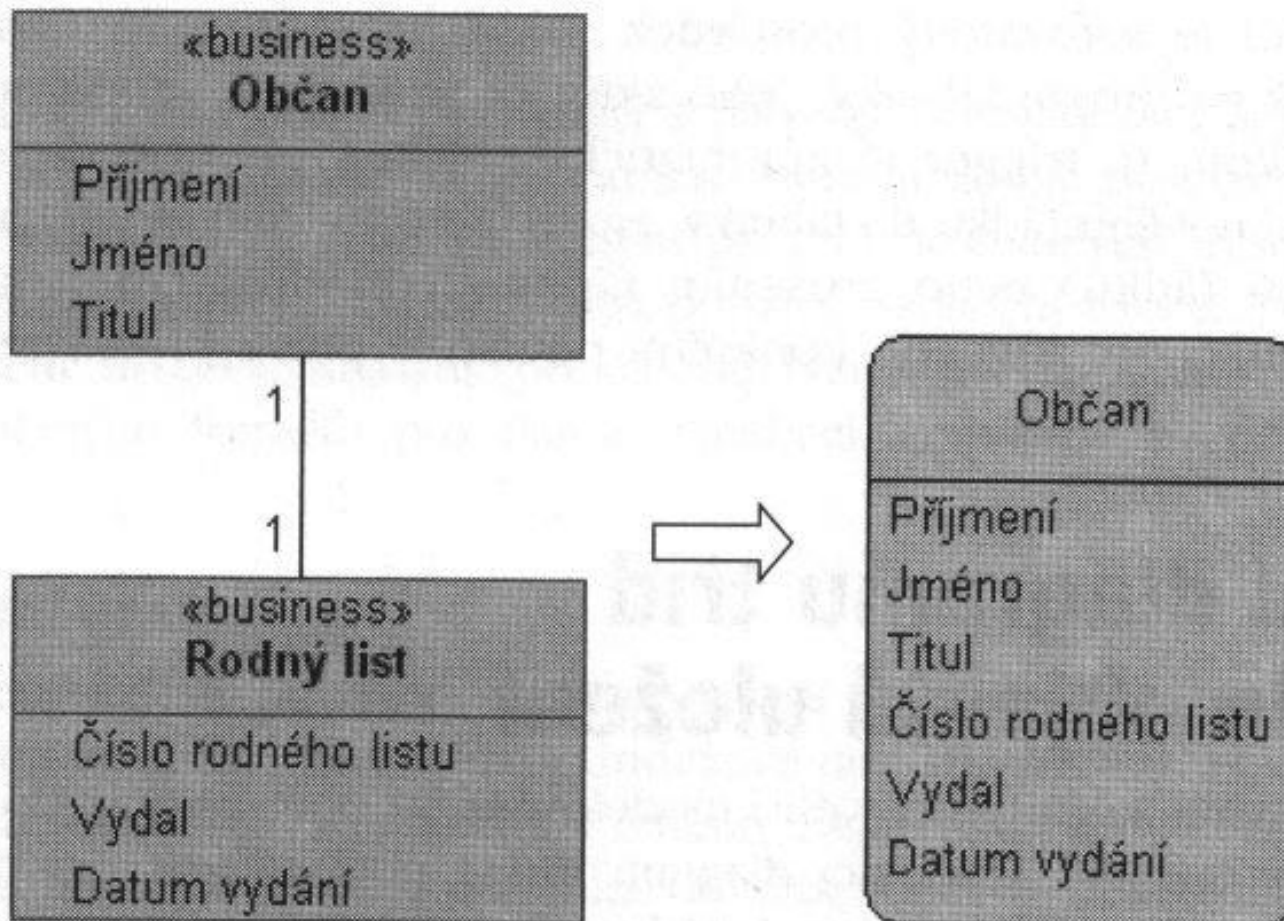 «business»
Občan
Příjmení
Jméno
Titul
1
1
«business»
Rodný list
Číslo rodného listu
Vydal
Datum vydání
Občan
Příjmení
Jméno
Titul
Číslo rodného listu
Vydal
Datum vydání